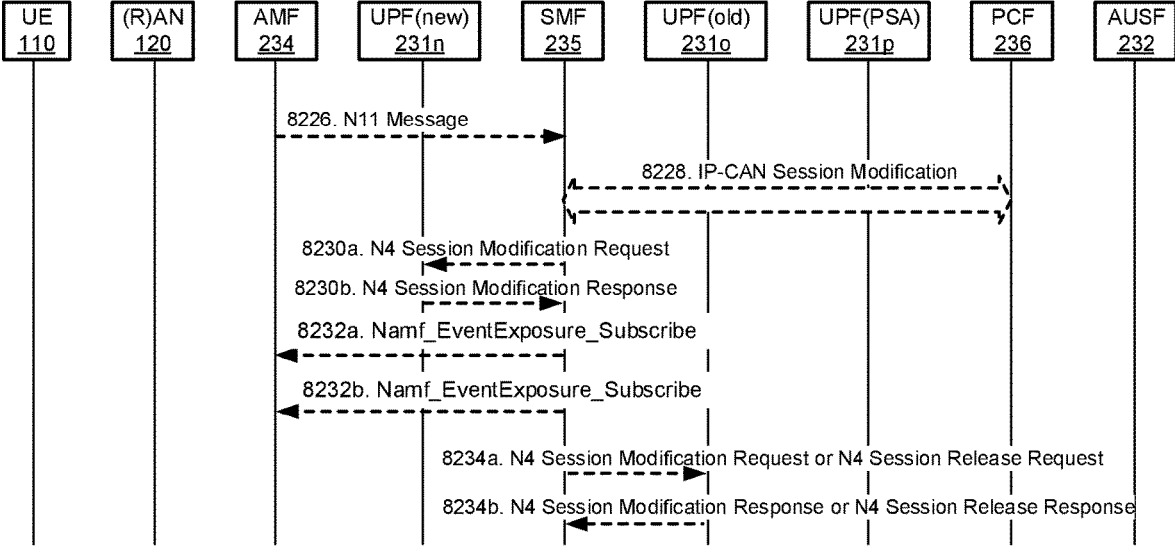 UE
110
(R)AN
120
AMF
234
UPF(new)
231n
SMF
235
UPF(old)
231o
UPF(PSA)
231p
PCF
236
AUSF
232
8226. N11 Message
8228. IP-CAN Session Modification
8230a. N4 Session Modification Request
8230b. N4 Session Modification Response
8232a. Namf_EventExposure_Subscribe
8232b. Namf_EventExposure_Subscribe
8234a. N4 Session Modification Request or N4 Session Release Request
8234b. N4 Session Modification Response or N4 Session Release Response